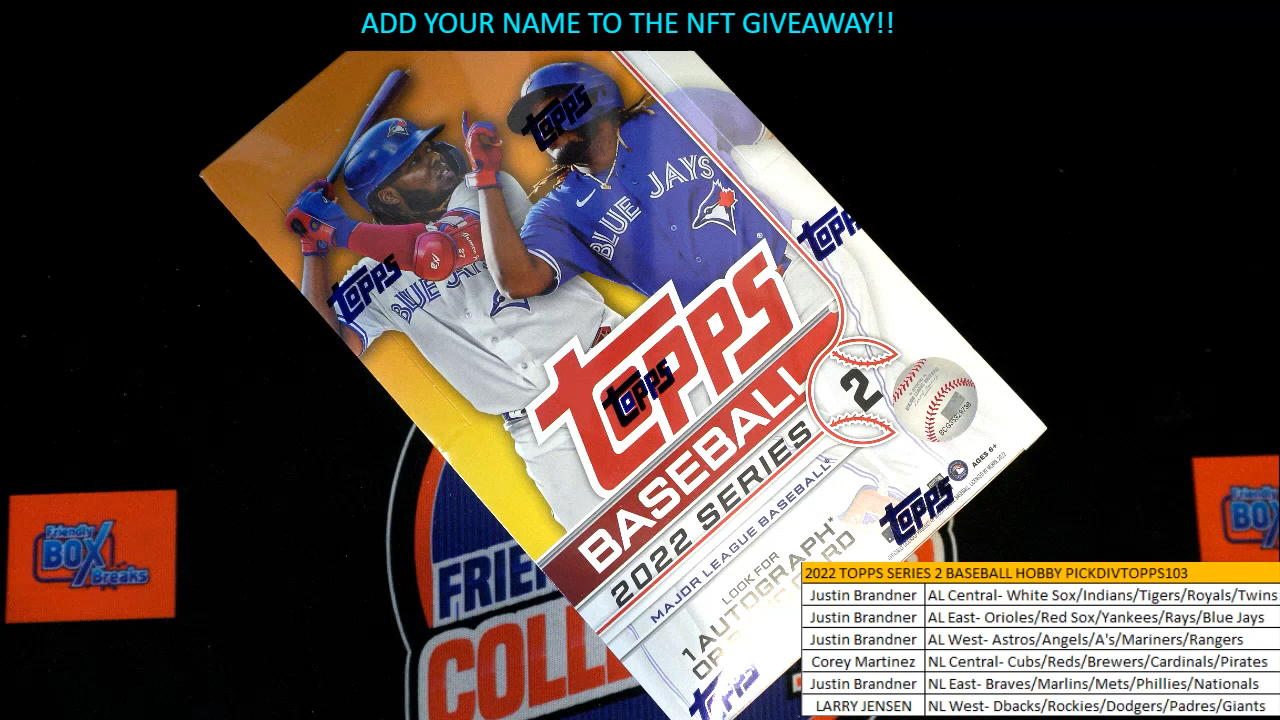 ADD YOUR NAME TO THE NFT GIVEAWAY!!
TOPPS
BLUE JAYS
TOPPS
TOPPS
TOPPS
TOPPS
BASEBALL
2
2022 SERIES
MAJOR LEAGUE BASEBALL
AGES 6+
TOPPS
LOOK FOR
1 AUTOGRAPH*
OR
CARD
Friendly
BOX
Breaks
Friendly
BOX
FRIE
COLL
2022 TOPPS SERIES 2 BASEBALL HOBBY PICKDIVTOPPS103
Justin Brandner AL Central- White Sox/Indians/Tigers/Royals/Twins
Justin Brandner AL East- Orioles/Red Sox/Yankees/Rays/Blue Jays
Justin Brandner AL West- Astros/Angels/A's/Mariners/Rangers
Corey Martinez NL Central- Cubs/Reds/Brewers/Cardinals/Pirates
Justin Brandner NL East- Braves/Marlins/Mets/Phillies/Nationals
LARRY JENSEN NL West- Dbacks/Rockies/Dodgers/Padres/Giants